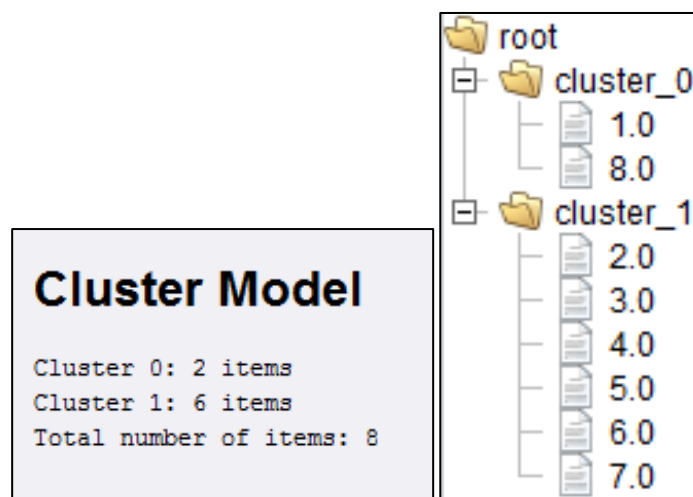 Cluster Model
Cluster 0: 2 items
Cluster 1: 6 items
Total number of items: 8
root
cluster_0
1.0
8.0
cluster_1
2.0
3.0
4.0
5.0
6.0
7.0